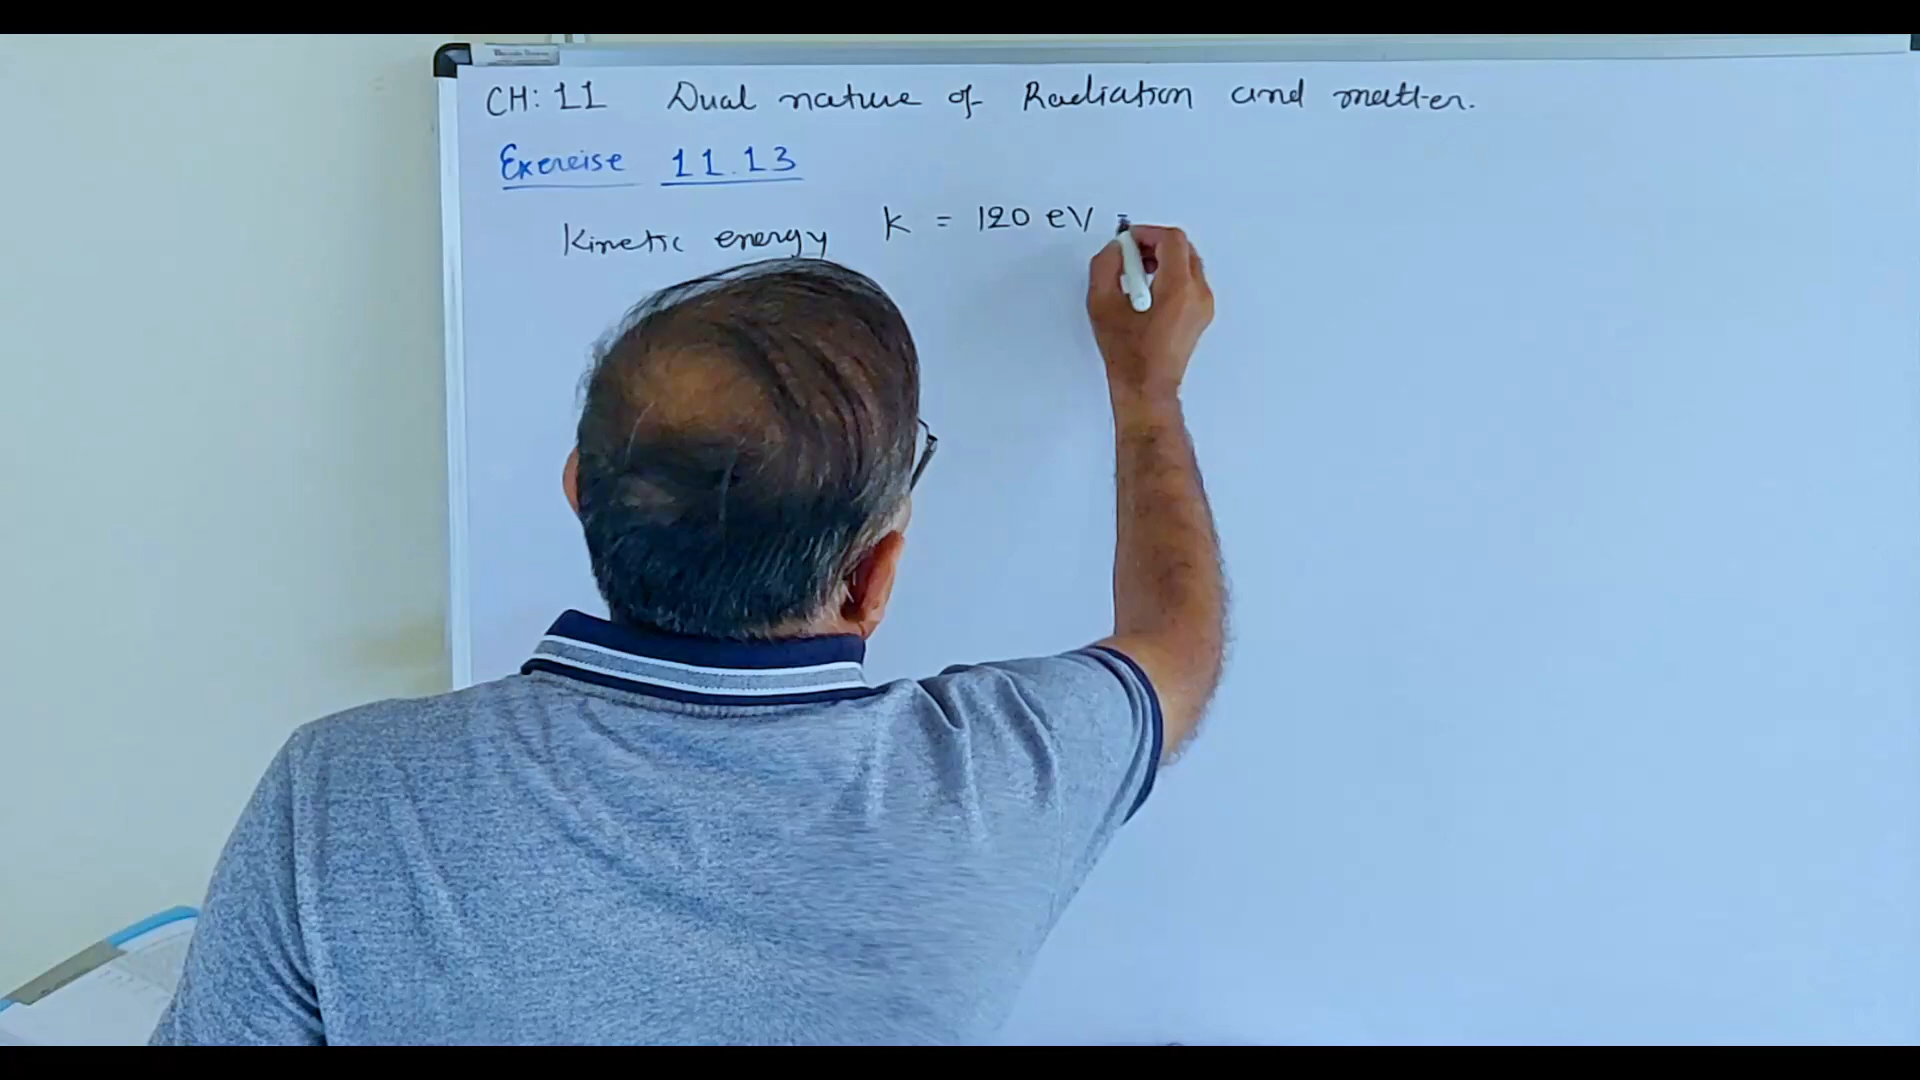 CH: 11 Dual nature of Radiation and matter.
Exercise 11.13
Kinetic energy K = 120 eV =